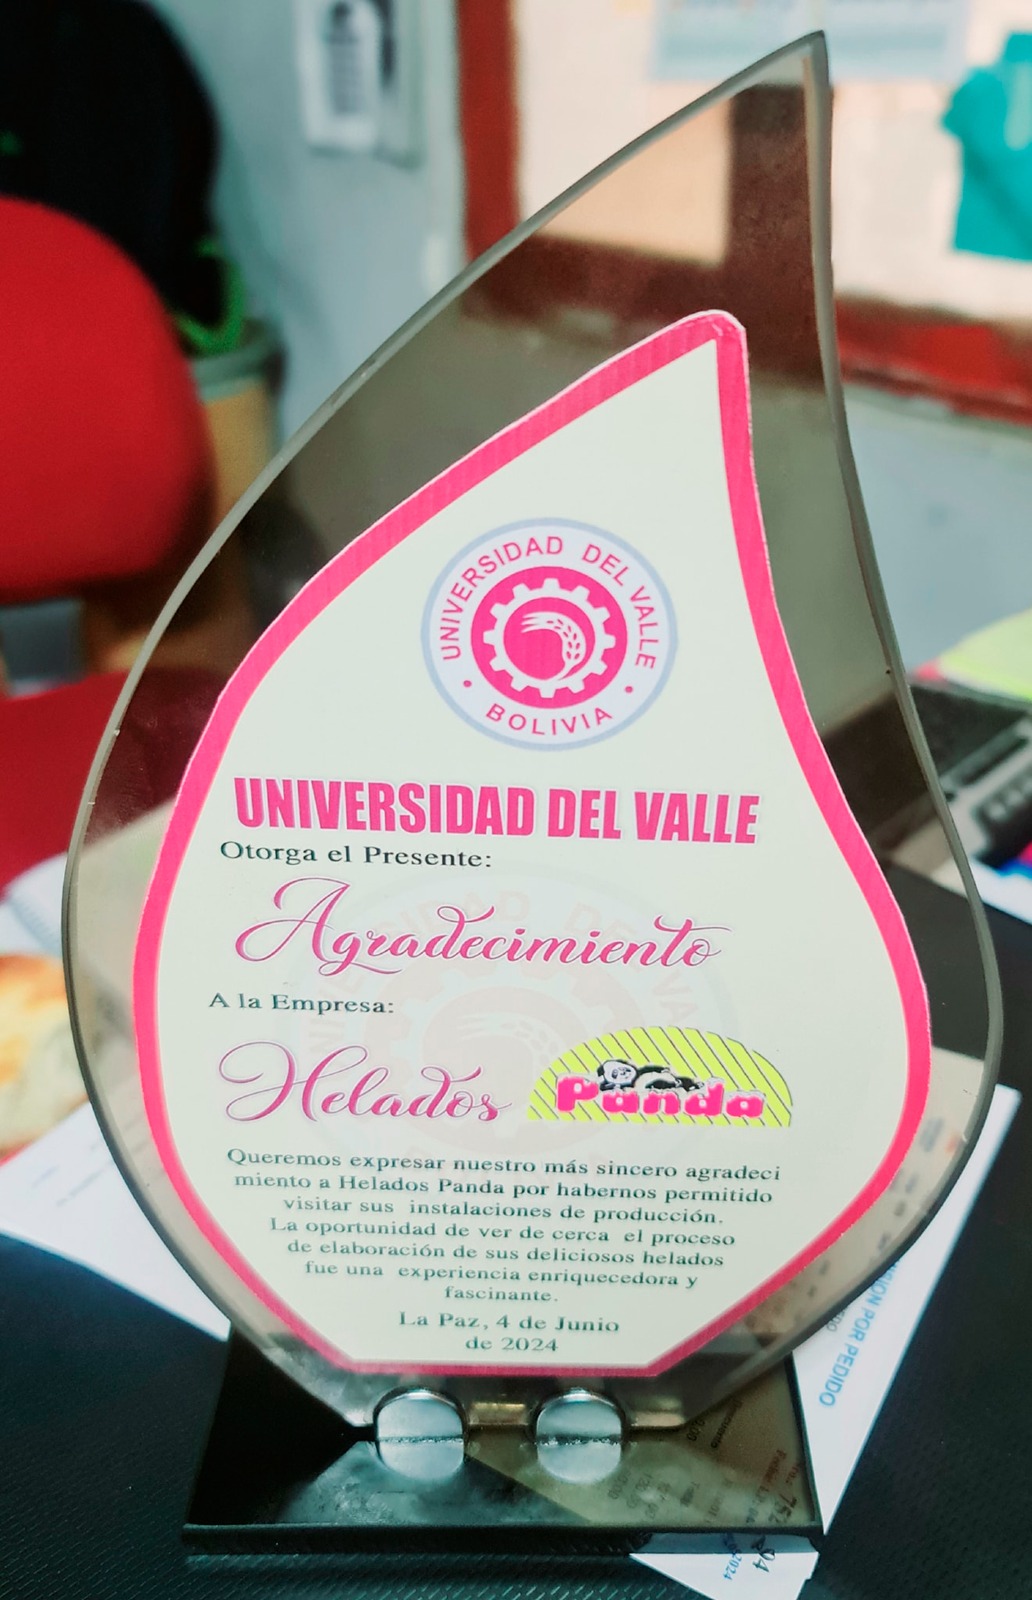 UNIVERSIDAD DEL VALLE
BOLIVIA
UNIVERSIDAD DEL VALLE
Otorga el Presente:
Agradecimiento
A la Empresa:
Helados Panda
Queremos expresar nuestro más sincero agradeci
miento a Helados Panda por habernos permitido
visitar sus instalaciones de producción.
La oportunidad de ver de cerca el proceso
de elaboración de sus deliciosos helados
fue una experiencia enriquecedora y
fascinante.
La Paz, 4 de Junio
de 2024
POR PEDIDO